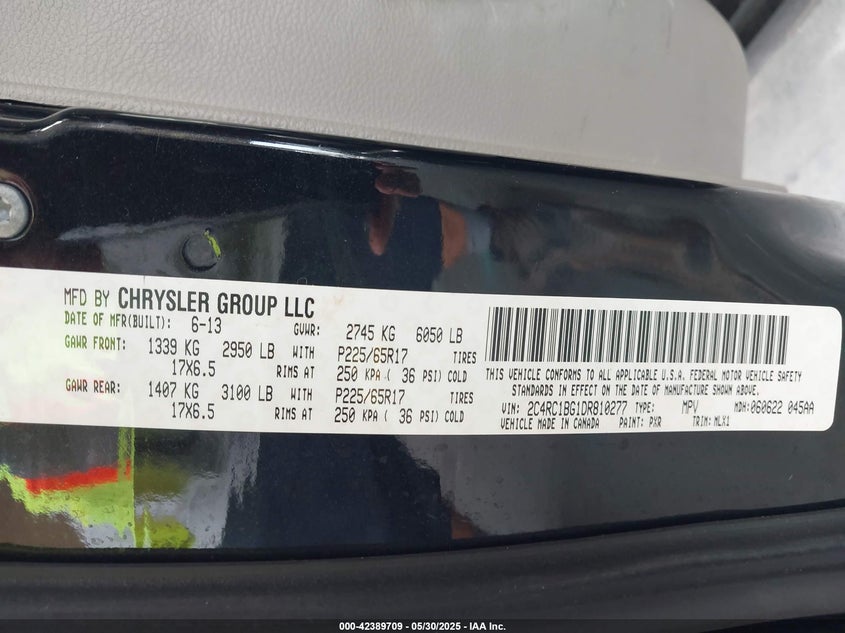 MFD BY CHRYSLER GROUP LLC
DATE OF MFR(BUILT): 6-13 GVWR: 2745 KG 6050 LB
GAWR FRONT: 1339 KG 2950 LB WITH P225/65R17 TIRES
17X6.5 RIMS AT 250 KPA ( 36 PSI) COLD
GAWR REAR: 1407 KG 3100 LB WITH P225/65R17 TIRES
17X6.5 RIMS AT 250 KPA ( 36 PSI) COLD
THIS VEHICLE CONFORMS TO ALL APPLICABLE U.S.A. FEDERAL MOTOR VEHICLE SAFETY
STANDARDS IN EFFECT ON THE DATE OF MANUFACTURE SHOWN ABOVE.
VIN: 2C4RC1BG1DR810277 TYPE: MPV MDH:060622 045AA
VEHICLE MADE IN CANADA PAINT: PXR TRIM: MLX1
000-42389709 - 05/30/2025 - IAA Inc.